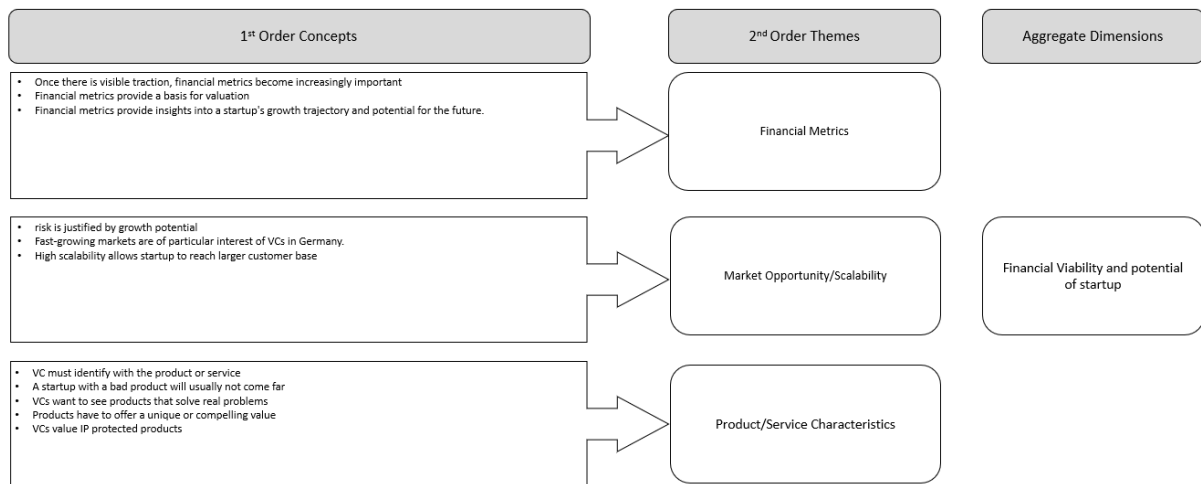 1st Order Concepts
2nd Order Themes
Aggregate Dimensions
• Once there is visible traction, financial metrics become increasingly important
• Financial metrics provide a basis for valuation
• Financial metrics provide insights into a startup's growth trajectory and potential for the future.
Financial Metrics
• risk is justified by growth potential
• Fast-growing markets are of particular interest of VCs in Germany.
• High scalability allows startup to reach larger customer base
Market Opportunity/Scalability
Financial Viability and potential
of startup
• VC must identify with the product or service
• A startup with a bad product will usually not come far
• VCs want to see products that solve real problems
• Products have to offer a unique or compelling value
• VCs value IP protected products
Product/Service Characteristics